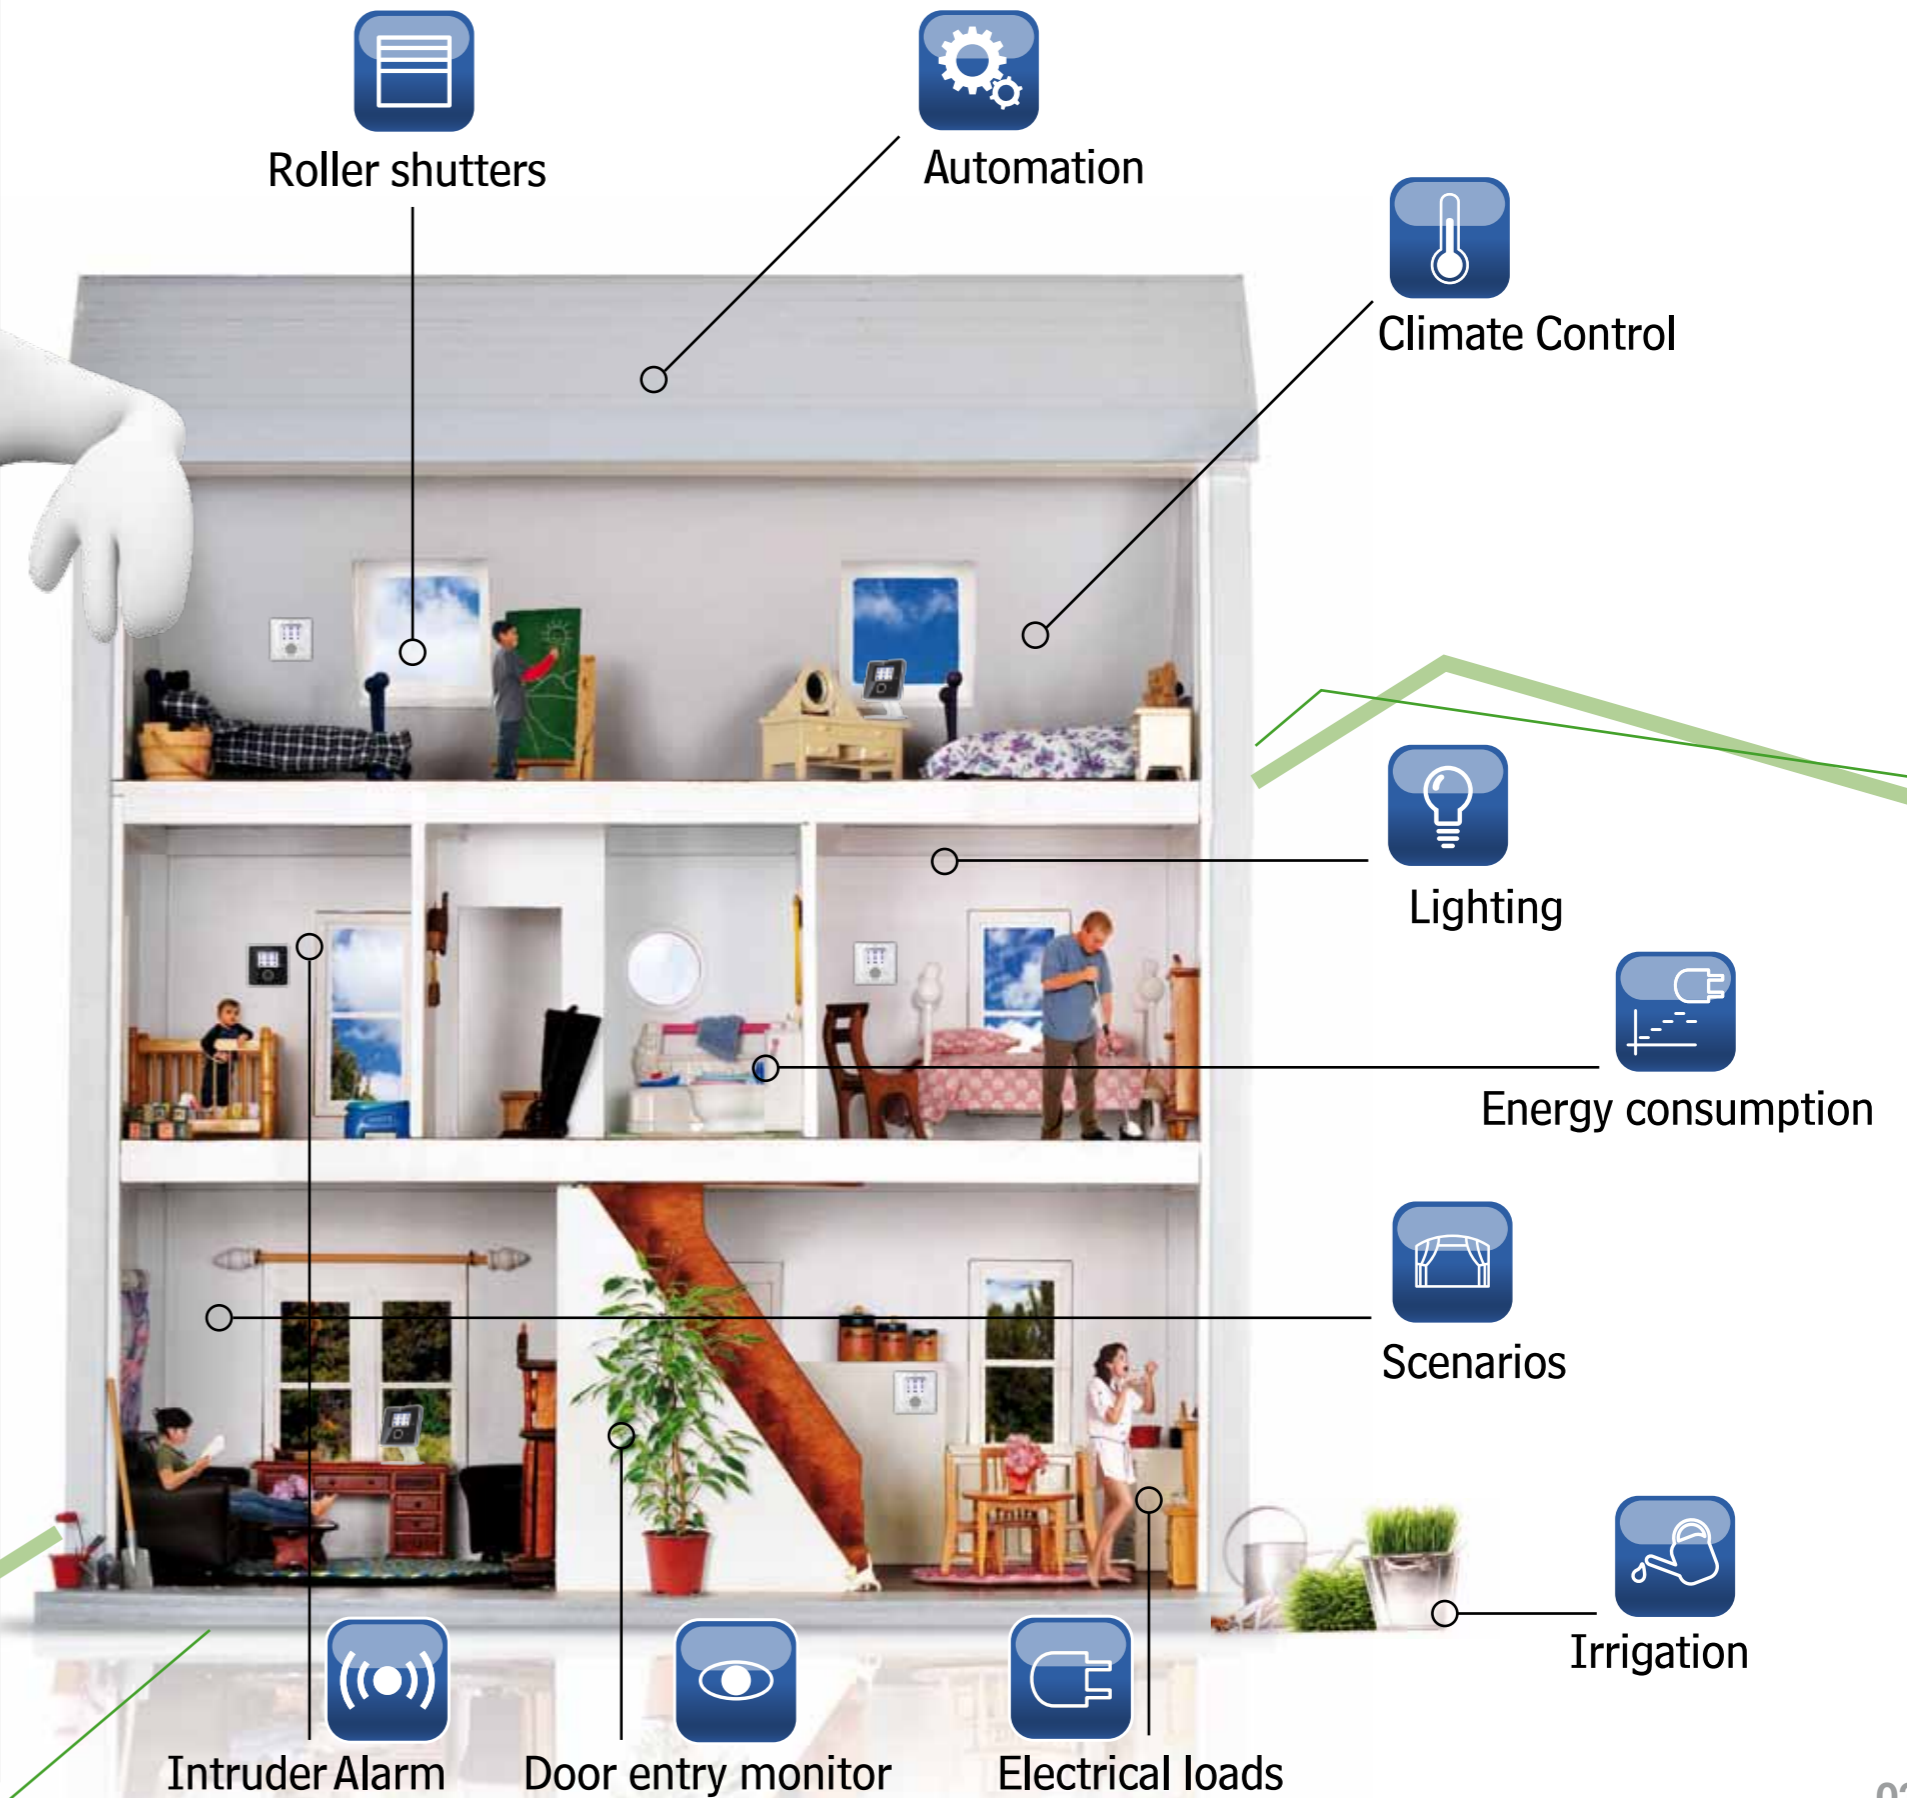 Roller shutters
Automation
Climate Control
Lighting
Energy consumption
Scenarios
Irrigation
Intruder Alarm
Door entry monitor
Electrical loads